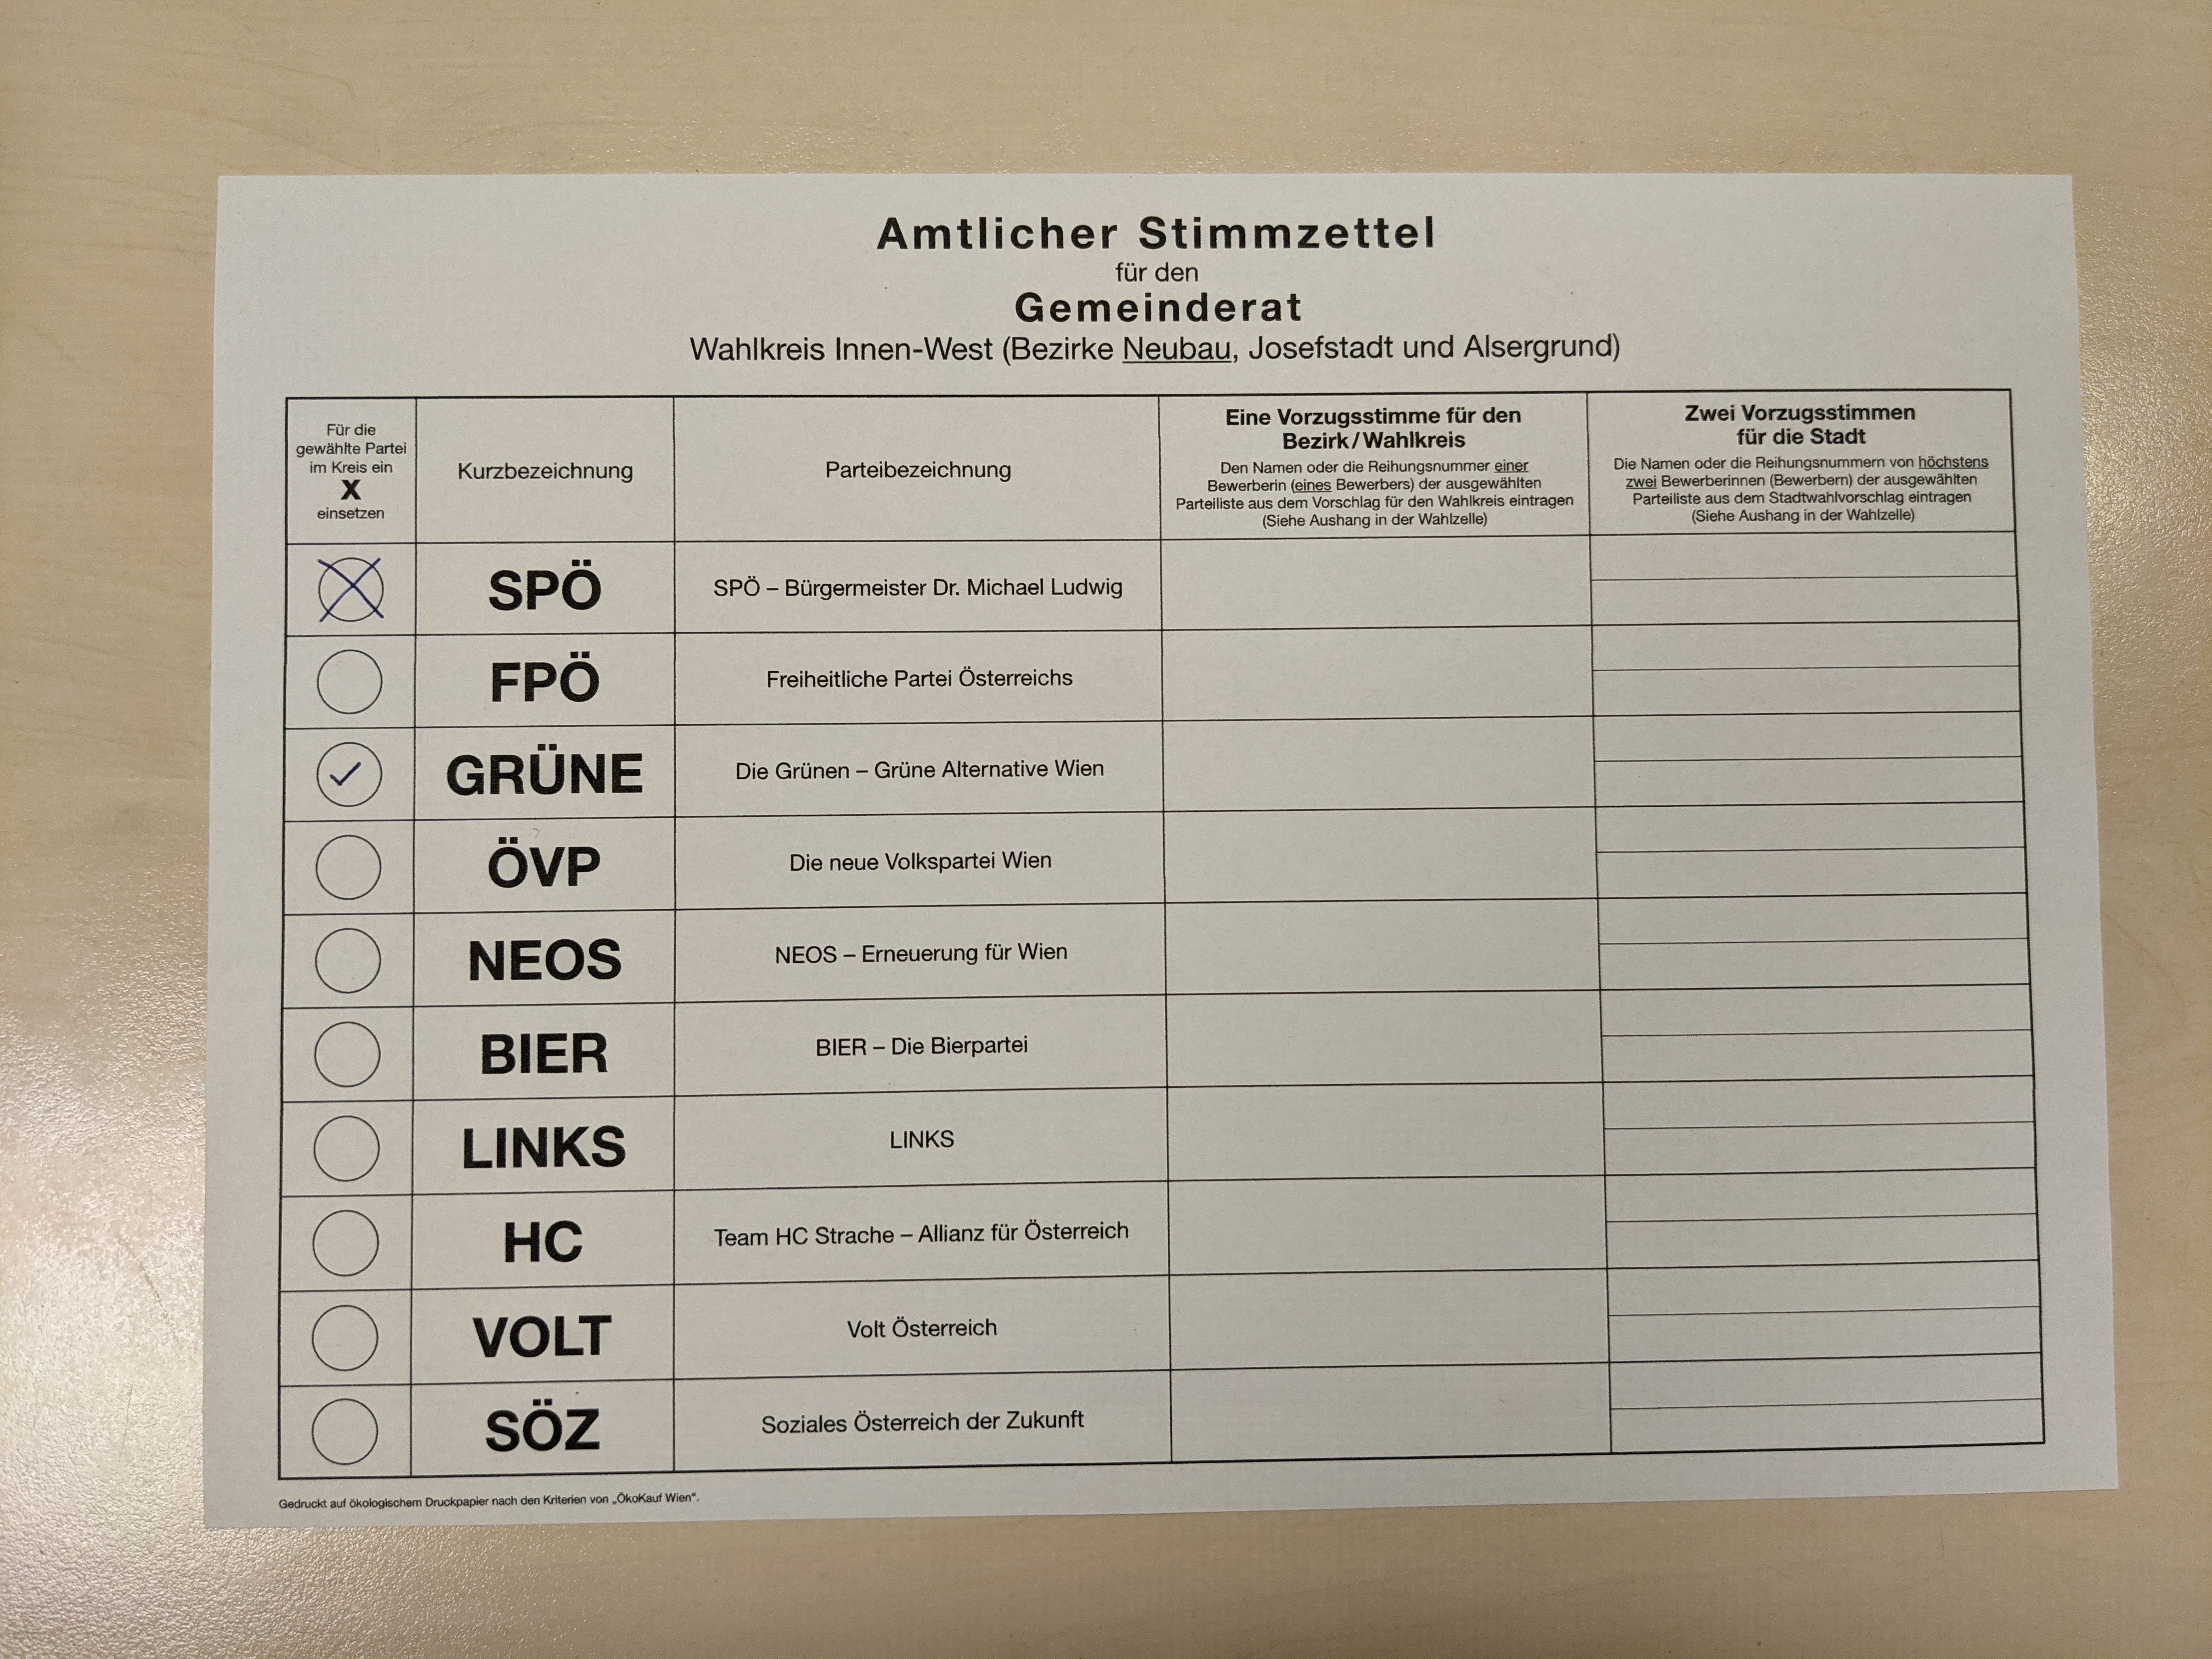 Amtlicher Stimmzettel
für den
Gemeinderat
Wahlkreis Innen-West (Bezirke Neubau, Josefstadt und Alsergrund)
Für die
gewählte Partei
im Kreis ein
X
einsetzen
Kurzbezeichnung
Parteibezeichnung
Eine Vorzugsstimme für den
Bezirk/Wahlkreis
Den Namen oder die Reihungsnummer einer
Bewerberin (eines Bewerbers) der ausgewählten
Parteiliste aus dem Vorschlag für den Wahlkreis eintragen
(Siehe Aushang in der Wahlzelle)
Zwei Vorzugsstimmen
für die Stadt
Die Namen oder die Reihungsnummern von höchstens
zwei Bewerberinnen (Bewerbern) der ausgewählten
Parteiliste aus dem Stadtwahlvorschlag eintragen
(Siehe Aushang in der Wahlzelle)
SPÖ SPÖ – Bürgermeister Dr. Michael Ludwig
FPÖ Freiheitliche Partei Österreichs
GRÜNE Die Grünen – Grüne Alternative Wien
ÖVP Die neue Volkspartei Wien
NEOS NEOS – Erneuerung für Wien
BIER BIER – Die Bierpartei
LINKS LINKS
HC Team HC Strache – Allianz für Österreich
VOLT Volt Österreich
SÖZ Soziales Österreich der Zukunft
Gedruckt auf ökologischem Druckpapier nach den Kriterien von „ÖkoKauf Wien“.